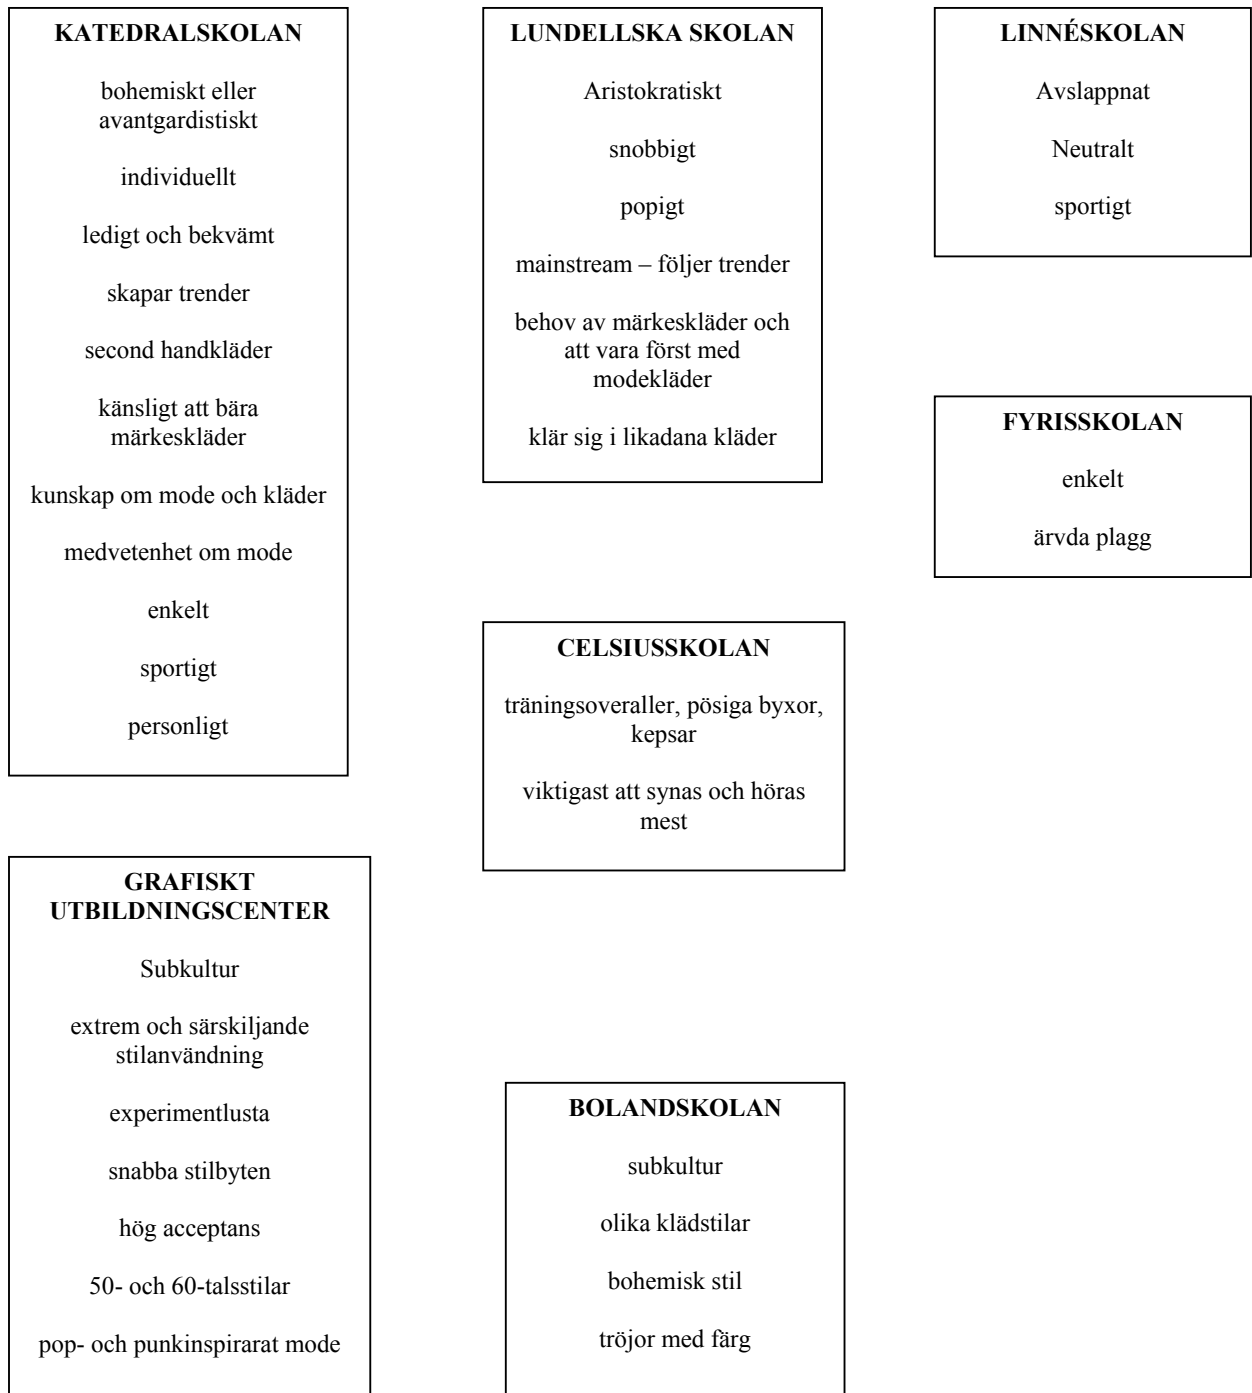 KATEDRALSKOLAN
bohemiskt eller
avantgardistiskt
individuellt
ledigt och bekvämt
skapar trender
second handkläder
känsligt att bära
märkeskläder
kunskap om mode och kläder
medvetenhet om mode
enkelt
sportigt
personligt
GRAFISKT
UTBILDNINGSCENTER
Subkultur
extrem och särskiljande
stilanvändning
experimentlusta
snabba stilbyten
hög acceptans
50- och 60-talsstilar
pop- och punkinspirarat mode
LUNDELLSKA SKOLAN
Aristokratiskt
snobbigt
popigt
mainstream – följer trender
behov av märkeskläder och
att vara först med
modekläder
klär sig i likadana kläder
CELSIUSSKOLAN
träningsoveraller, pösiga byxor,
kepsar
viktigast att synas och höras
mest
BOLANDSKOLAN
subkultur
olika klädstilar
bohemisk stil
tröjor med färg
LINNÉSKOLAN
Avslappnat
Neutralt
sportigt
FYRISSKOLAN
enkelt
ärvda plagg